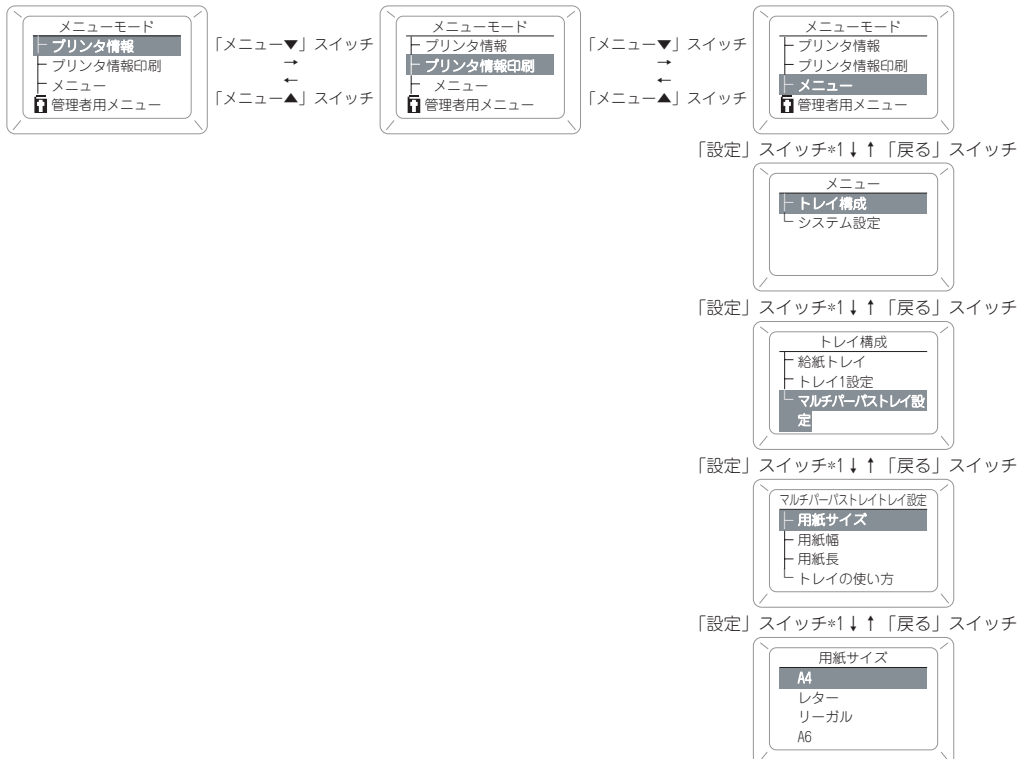 メニューモード
プリンタ情報
プリンタ情報印刷
メニュー
管理者用メニュー
「メニュー▼」スイッチ
→
←
「メニュー▲」スイッチ
メニューモード
プリンタ情報
プリンタ情報印刷
メニュー
管理者用メニュー
「メニュー▼」スイッチ
→
←
「メニュー▲」スイッチ
メニューモード
プリンタ情報
プリンタ情報印刷
メニュー
管理者用メニュー
「設定」スイッチ*1↓↑「戻る」スイッチ
メニュー
トレイ構成
システム設定
「設定」スイッチ*1↓↑「戻る」スイッチ
トレイ構成
給紙トレイ
トレイ1設定
マルチパーパストレイ設
定
「設定」スイッチ*1↓↑「戻る」スイッチ
マルチパーパストレイトレイ設定
用紙サイズ
用紙幅
用紙長
トレイの使い方
「設定」スイッチ*1↓↑「戻る」スイッチ
用紙サイズ
A4
レター
リーガル
A6